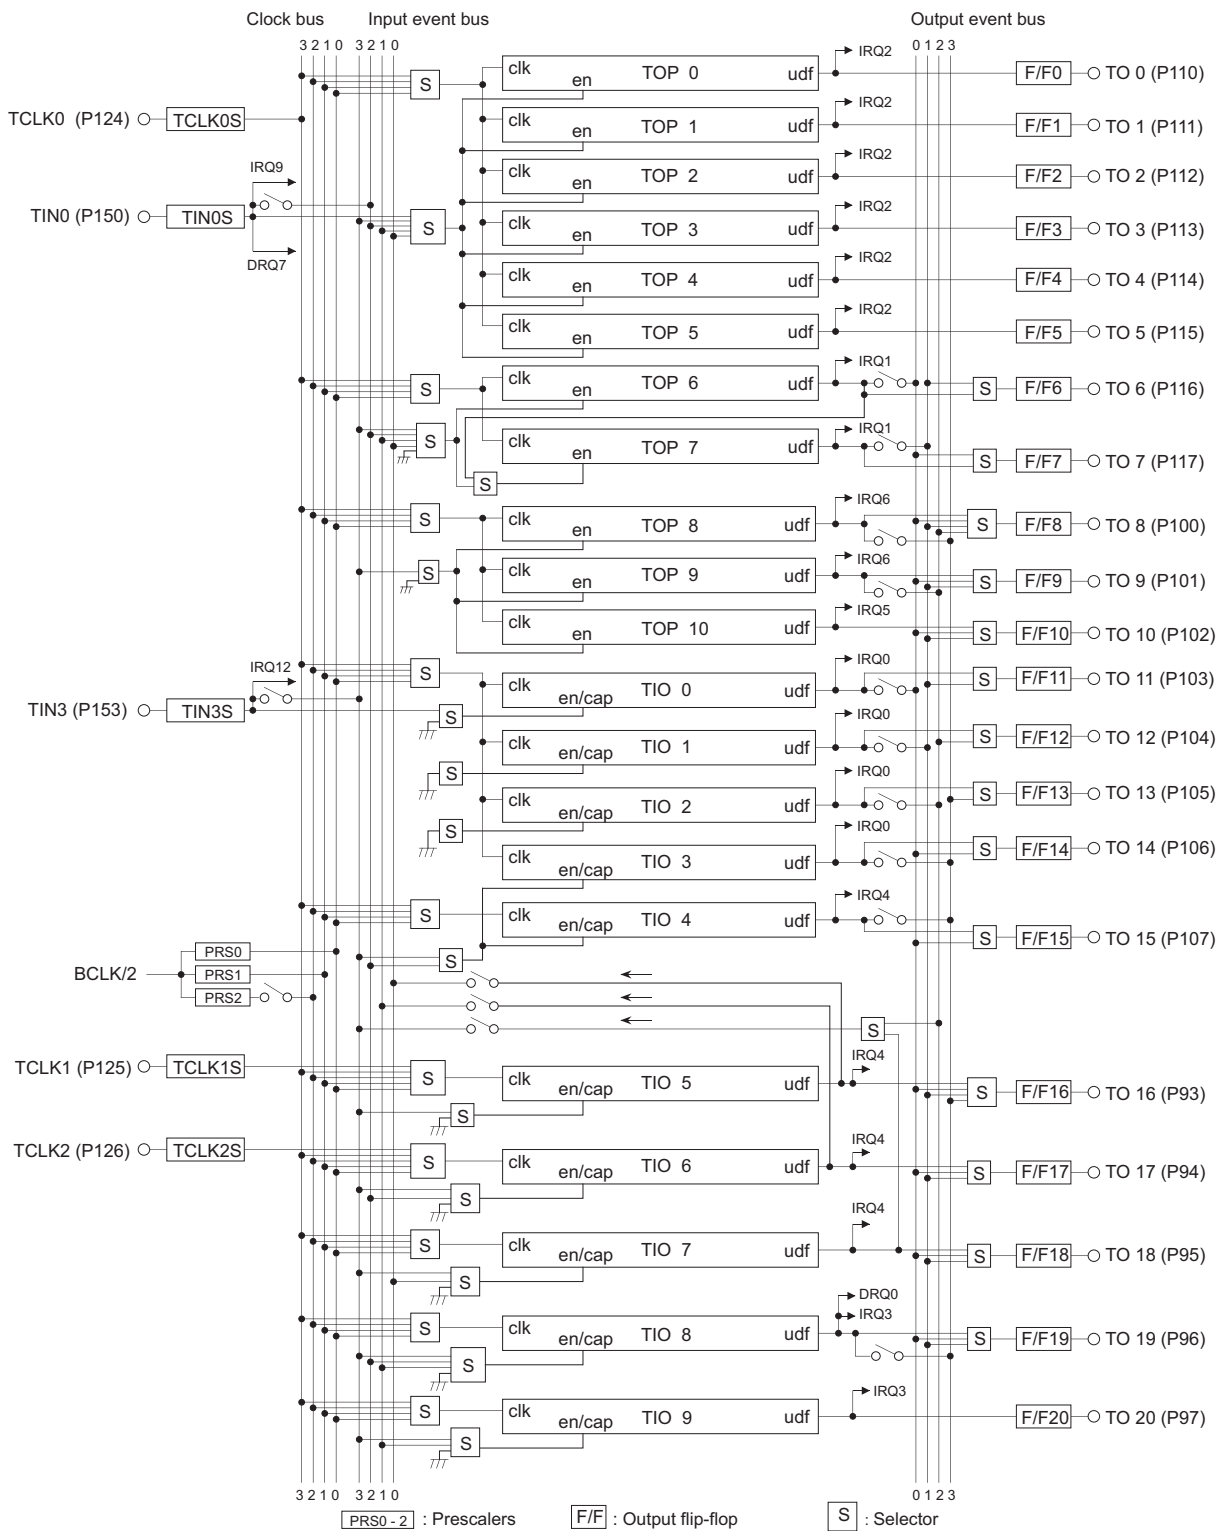 Clock bus Input event bus Output event bus
3 2 1 0 3 2 1 0 0 1 2 3
IRQ2
S clk en TOP 0 udf F/F0 TO 0 (P110)
TCLK0 (P124) TCLK0S
IRQ2
clk en TOP 1 udf F/F1 TO 1 (P111)
IRQ9
IRQ2
clk en TOP 2 udf F/F2 TO 2 (P112)
TIN0 (P150) TIN0S S
IRQ2
clk en TOP 3 udf F/F3 TO 3 (P113)
DRQ7
IRQ2
clk en TOP 4 udf F/F4 TO 4 (P114)
IRQ2
clk en TOP 5 udf F/F5 TO 5 (P115)
IRQ1
S clk en TOP 6 udf S F/F6 TO 6 (P116)
IRQ1
S clk en TOP 7 udf S F/F7 TO 7 (P117)
S
IRQ6
S clk en TOP 8 udf S F/F8 TO 8 (P100)
IRQ6
S clk en TOP 9 udf S F/F9 TO 9 (P101)
IRQ5
clk en TOP 10 udf S F/F10 TO 10 (P102)
IRQ12
IRQ0
S clk en/cap TIO 0 udf S F/F11 TO 11 (P103)
TIN3 (P153) TIN3S S
IRQ0
clk en/cap TIO 1 udf S F/F12 TO 12 (P104)
S
IRQ0
clk en/cap TIO 2 udf S F/F13 TO 13 (P105)
S
IRQ0
clk en/cap TIO 3 udf S F/F14 TO 14 (P106)
IRQ4
S clk en/cap TIO 4 udf S F/F15 TO 15 (P107)
PRS0
S
BCLK/2 PRS1
PRS2
S
IRQ4
TCLK1 (P125) TCLK1S S clk en/cap TIO 5 udf S F/F16 TO 16 (P93)
S
IRQ4
TCLK2 (P126) TCLK2S S clk en/cap TIO 6 udf S F/F17 TO 17 (P94)
S
IRQ4
S clk en/cap TIO 7 udf S F/F18 TO 18 (P95)
S
DRQ0
IRQ3
S clk en/cap TIO 8 udf S F/F19 TO 19 (P96)
S
IRQ3
S clk en/cap TIO 9 udf F/F20 TO 20 (P97)
S
3 2 1 0 3 2 1 0 0 1 2 3
PRS0 - 2 : Prescalers F/F : Output flip-flop S : Selector